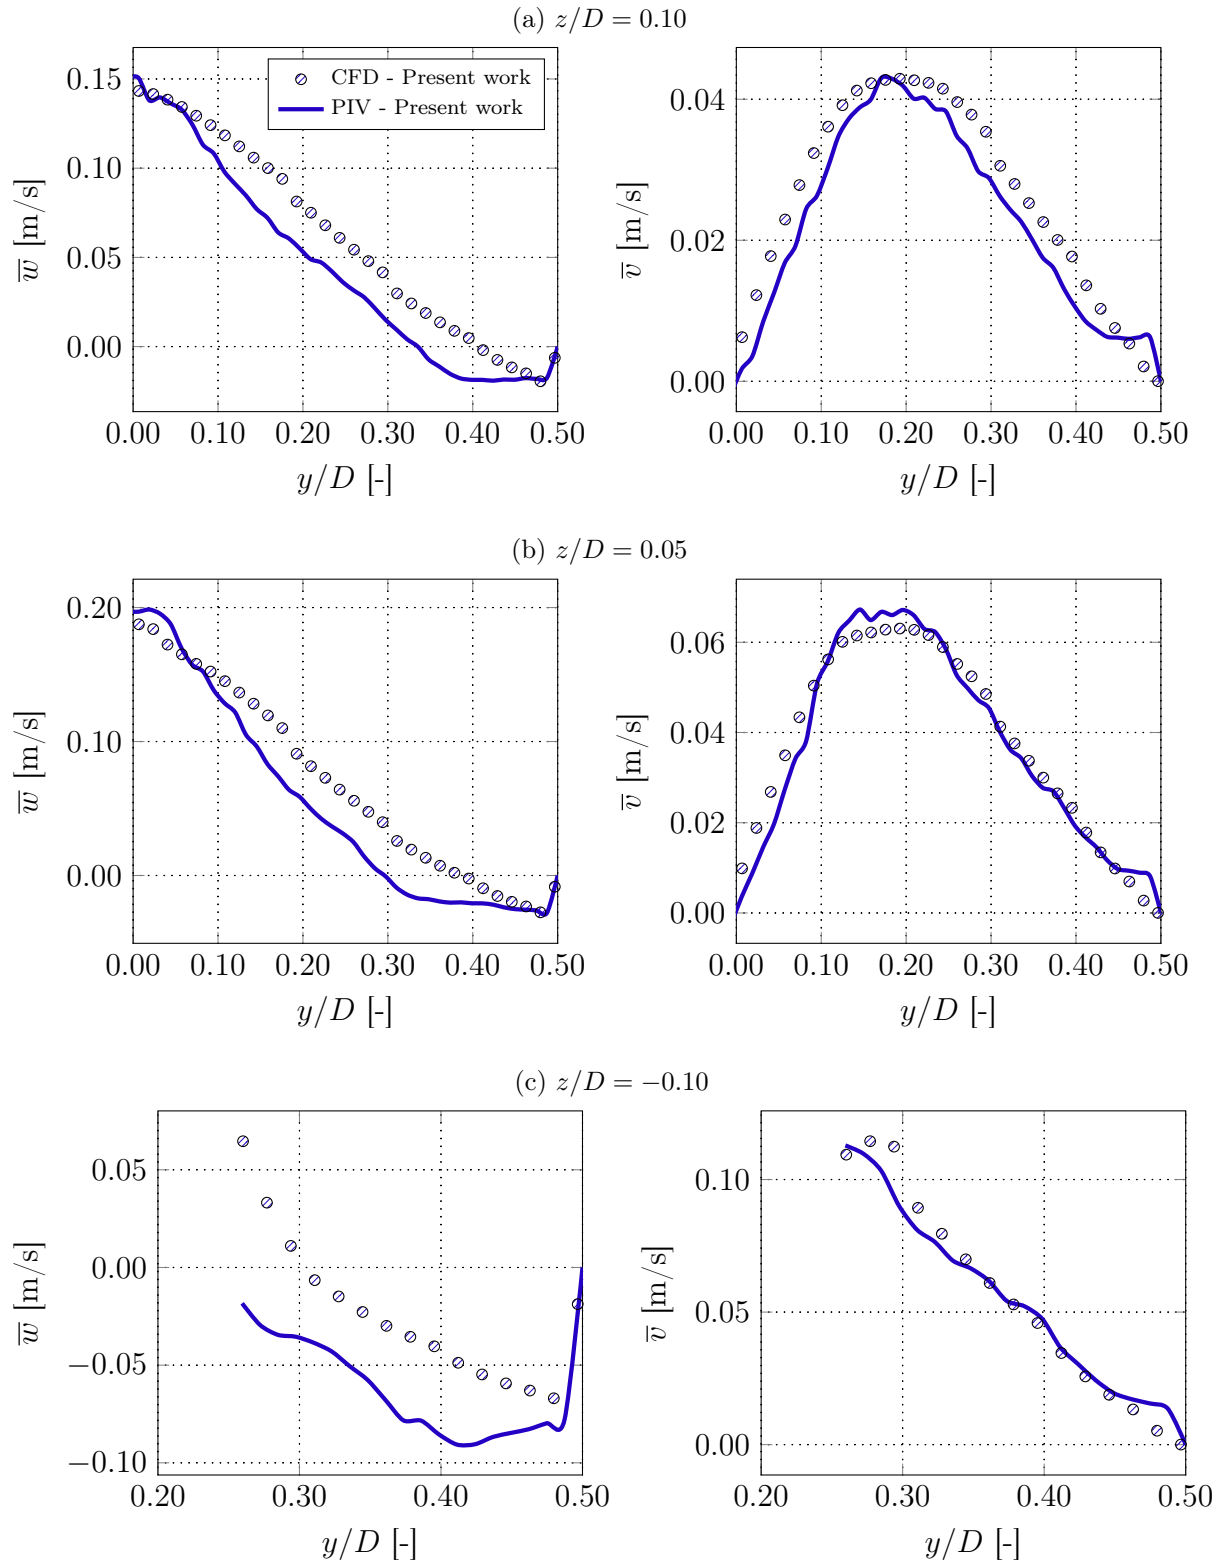 (a) z/D = 0.10
0.15
0.10
0.05
0.00
w̅ [m/s]
CFD - Present work
PIV - Present work
0.00 0.10 0.20 0.30 0.40 0.50
y/D [-]
0.04
0.02
0.00
v̅ [m/s]
0.00 0.10 0.20 0.30 0.40 0.50
y/D [-]
(b) z/D = 0.05
0.20
0.10
0.00
w̅ [m/s]
0.00 0.10 0.20 0.30 0.40 0.50
y/D [-]
0.06
0.04
0.02
0.00
v̅ [m/s]
0.00 0.10 0.20 0.30 0.40 0.50
y/D [-]
(c) z/D = −0.10
0.05
0.00
−0.05
−0.10
w̅ [m/s]
0.20 0.30 0.40 0.50
y/D [-]
0.10
0.05
0.00
v̅ [m/s]
0.20 0.30 0.40 0.50
y/D [-]